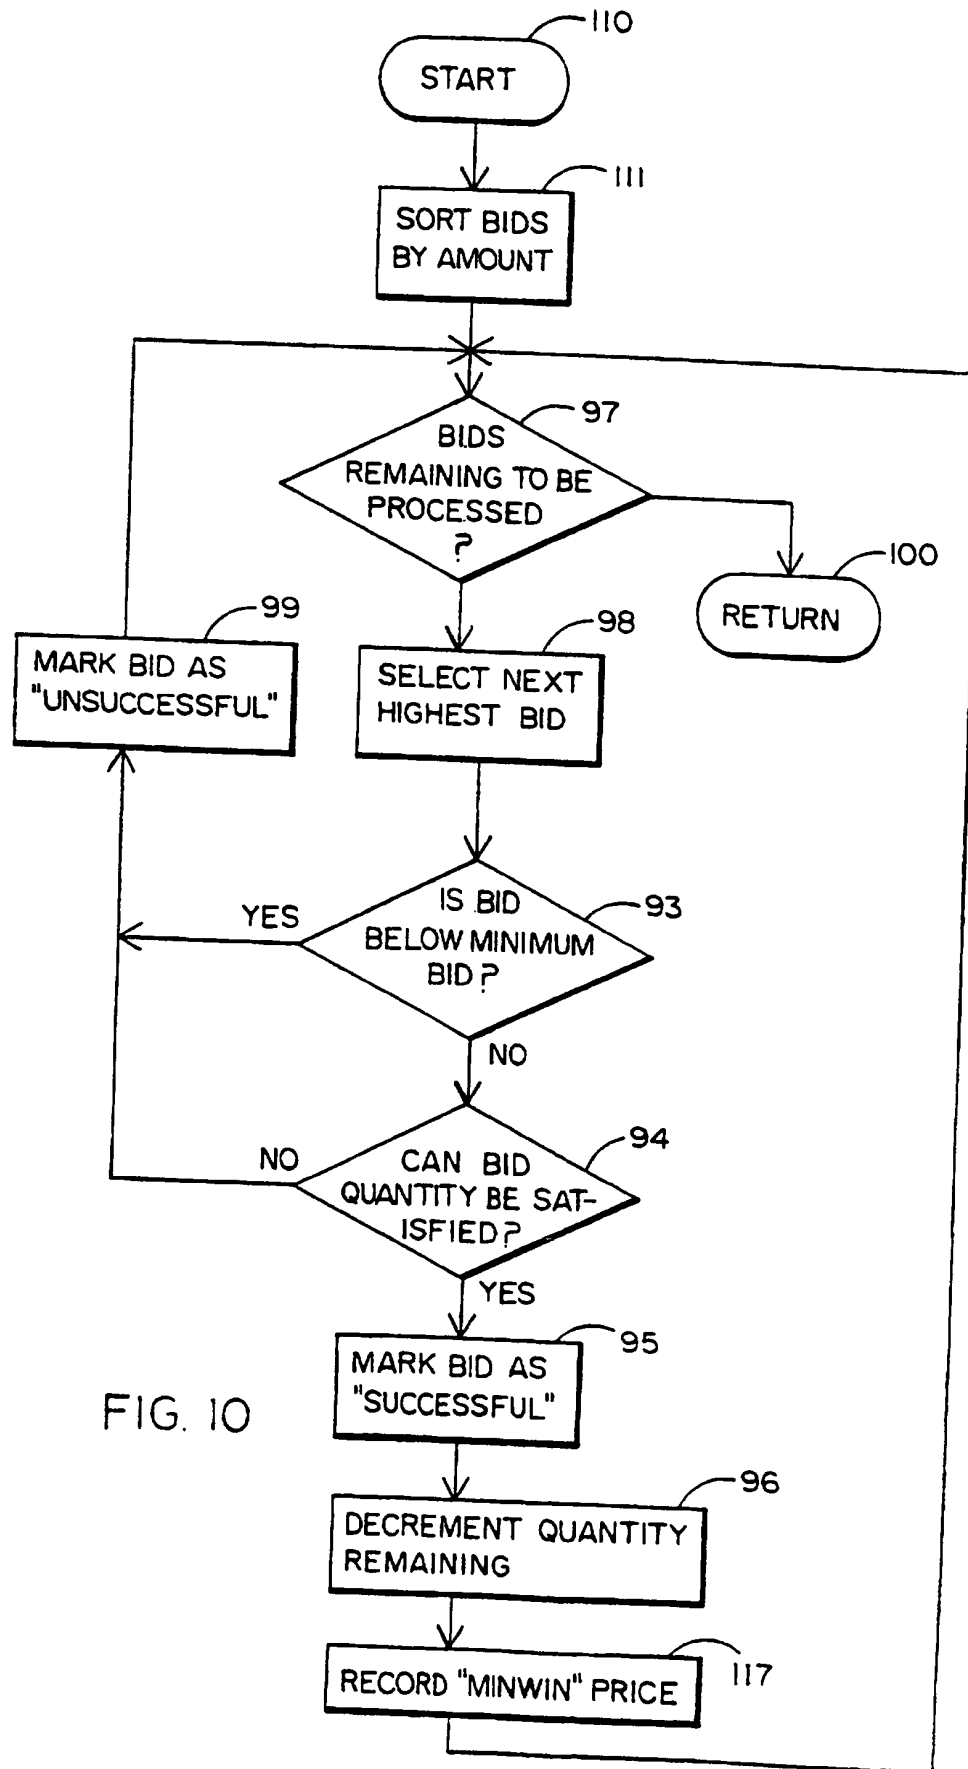 110
START
111
SORT BIDS
BY AMOUNT
97
BIDS
REMAINING TO BE
PROCESSED
?
100
RETURN
99
MARK BID AS
"UNSUCCESSFUL"
98
SELECT NEXT
HIGHEST BID
YES
93
IS BID
BELOW MINIMUM
BID?
NO
NO
94
CAN BID
QUANTITY BE SAT-
ISFIED?
YES
95
MARK BID AS
"SUCCESSFUL"
FIG. 10
96
DECREMENT QUANTITY
REMAINING
117
RECORD "MINWIN" PRICE